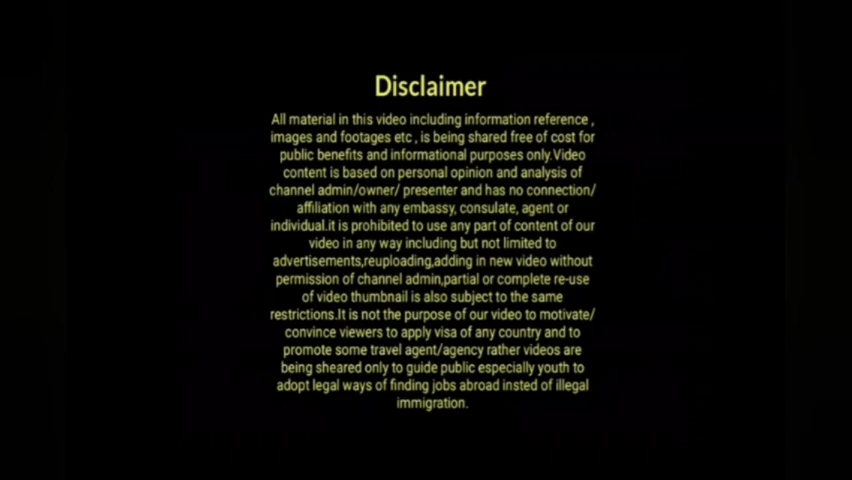 Disclaimer
All material in this video including information reference ,
images and footages etc , is being shared free of cost for
public benefits and informational purposes only.Video
content is based on personal opinion and analysis of
channel admin/owner/ presenter and has no connection/
affiliation with any embassy, consulate, agent or
individual.it is prohibited to use any part of content of our
video in any way including but not limited to
advertisements,reuploading,adding in new video without
permission of channel admin,partial or complete re-use
of video thumbnail is also subject to the same
restrictions.It is not the purpose of our video to motivate/
convince viewers to apply visa of any country and to
promote some travel agent/agency rather videos are
being sheared only to guide public especially youth to
adopt legal ways of finding jobs abroad insted of illegal
immigration.